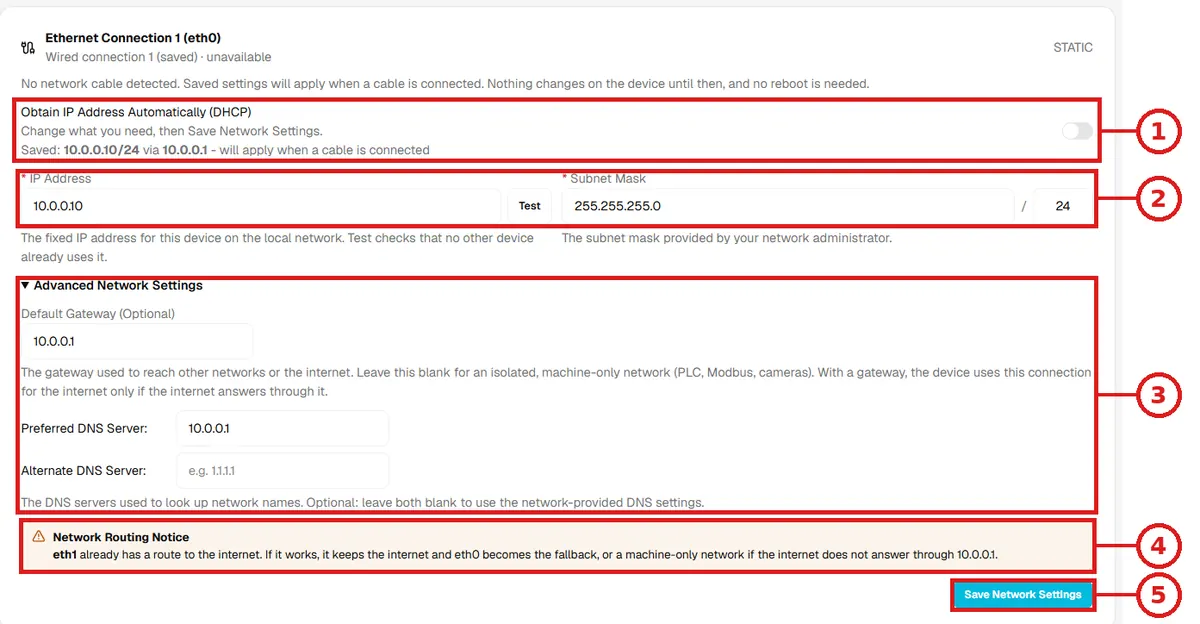 Ethernet Connection 1 (eth0)
Wired connection 1 (saved) · unavailable
STATIC
No network cable detected. Saved settings will apply when a cable is connected. Nothing changes on the device until then, and no reboot is needed.
Obtain IP Address Automatically (DHCP)
Change what you need, then Save Network Settings.
Saved: 10.0.0.10/24 via 10.0.0.1 - will apply when a cable is connected
1
* IP Address
* Subnet Mask
10.0.0.10
Test
255.255.255.0
/
24
2
The fixed IP address for this device on the local network. Test checks that no other device
already uses it.
The subnet mask provided by your network administrator.
▼ Advanced Network Settings
Default Gateway (Optional)
10.0.0.1
The gateway used to reach other networks or the internet. Leave this blank for an isolated, machine-only network (PLC, Modbus, cameras). With a gateway, the device uses this connection
for the internet only if the internet answers through it.
3
Preferred DNS Server:
10.0.0.1
Alternate DNS Server:
e.g. 1.1.1.1
The DNS servers used to look up network names. Optional: leave both blank to use the network-provided DNS settings.
Network Routing Notice
eth1 already has a route to the internet. If it works, it keeps the internet and eth0 becomes the fallback, or a machine-only network if the internet does not answer through 10.0.0.1.
4
Save Network Settings
5